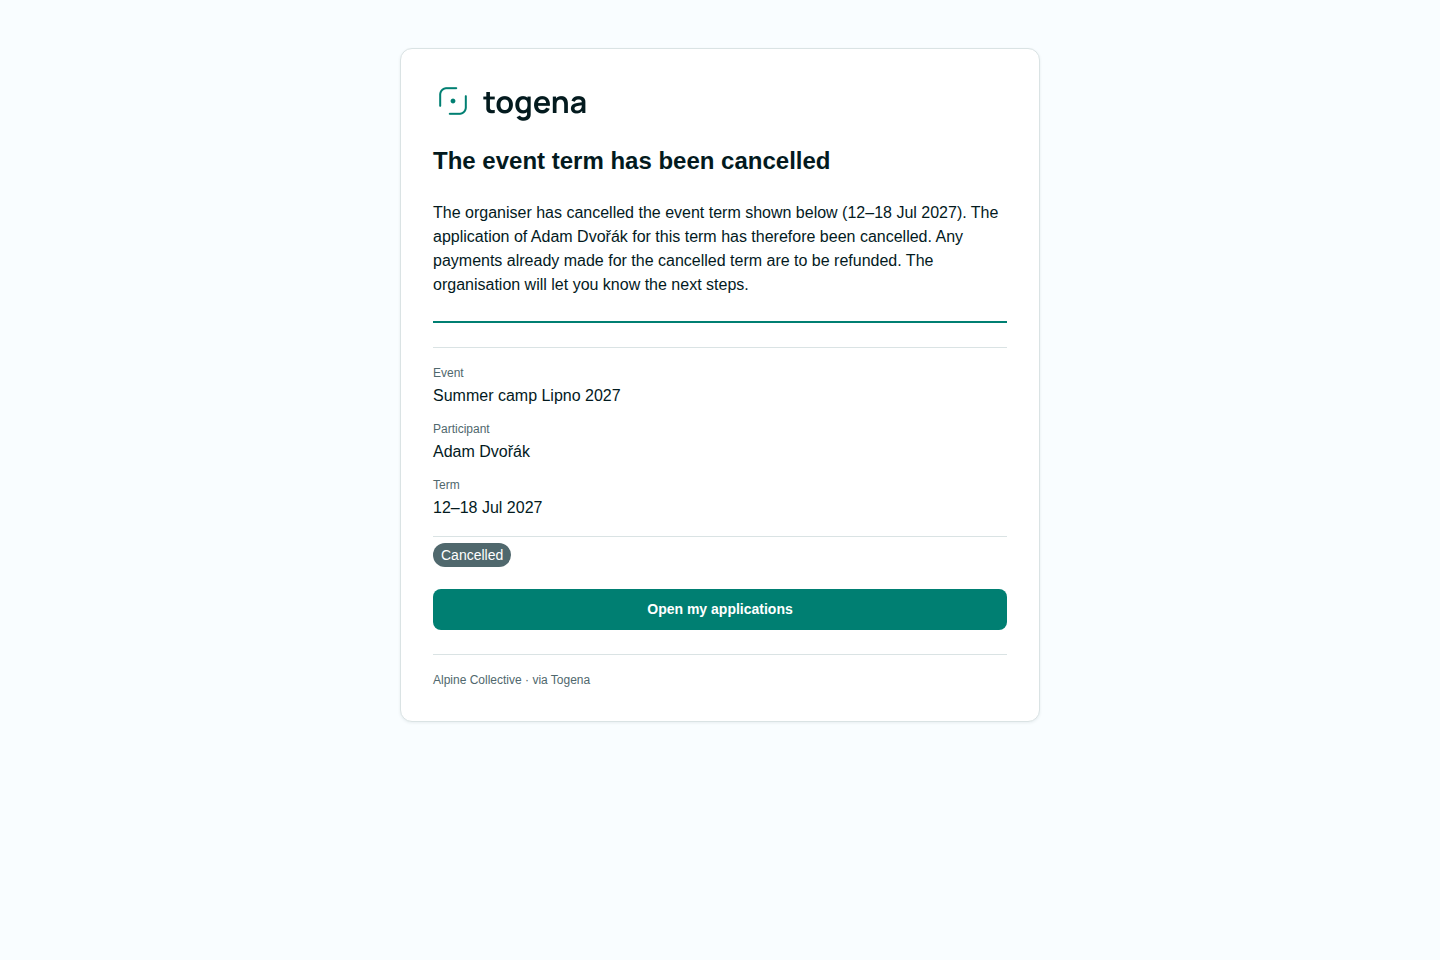 togena
The event term has been cancelled
The organiser has cancelled the event term shown below (12–18 Jul 2027). The
application of Adam Dvořák for this term has therefore been cancelled. Any
payments already made for the cancelled term are to be refunded. The
organisation will let you know the next steps.
Event
Summer camp Lipno 2027
Participant
Adam Dvořák
Term
12–18 Jul 2027
Cancelled
Open my applications
Alpine Collective · via Togena